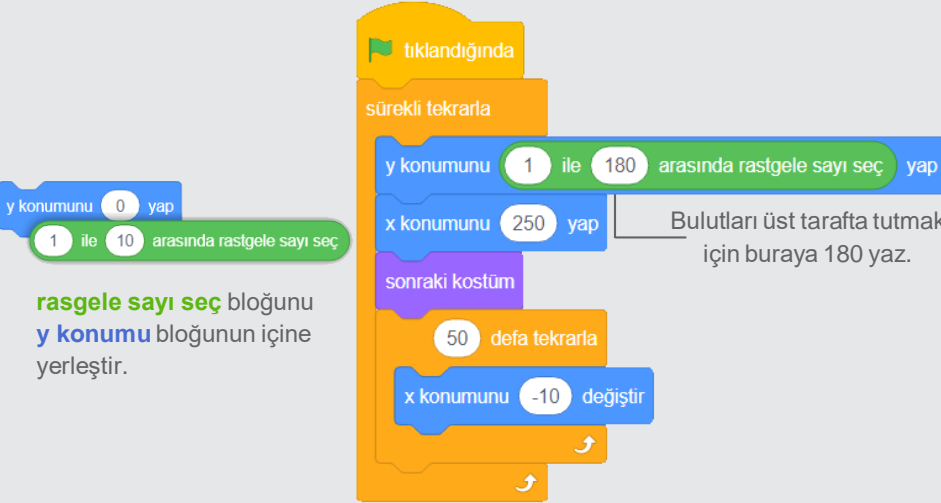 tıklandığında
sürekli tekrarla
y konumunu 1 ile 180 arasında rastgele sayı seç yap
x konumunu 250 yap
sonraki kostüm
50 defa tekrarla
x konumunu -10 değiştir
Bulutları üst tarafta tutmak
için buraya 180 yaz.
y konumunu 0 yap
1 ile 10 arasında rastgele sayı seç
rasgele sayı seç bloğunu
y konumu bloğunun içine
yerleştir.